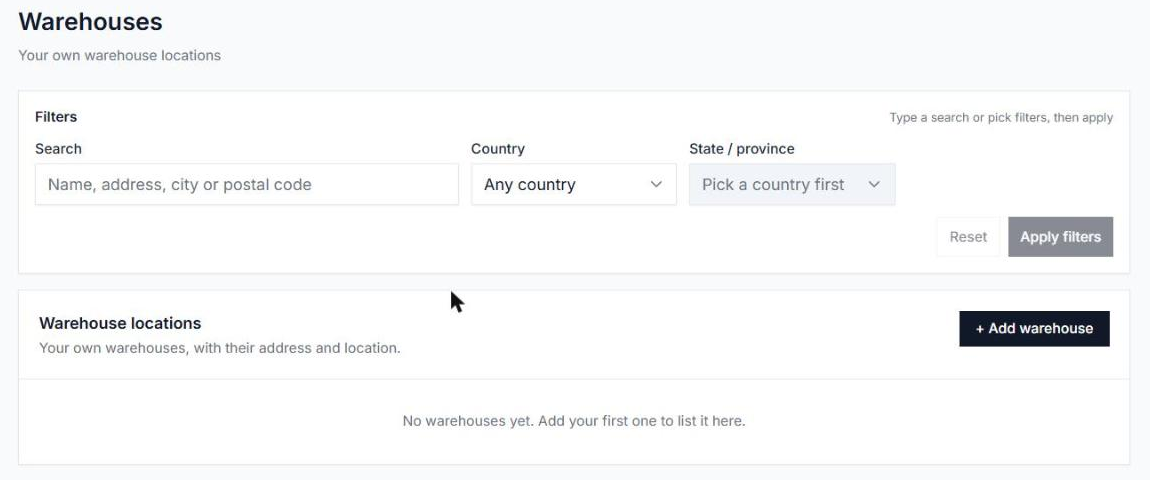 Warehouses
Your own warehouse locations
Filters
Type a search or pick filters, then apply
Search
Country
State / province
Name, address, city or postal code
Any country
Pick a country first
Reset
Apply filters
Warehouse locations
Your own warehouses, with their address and location.
+ Add warehouse
No warehouses yet. Add your first one to list it here.